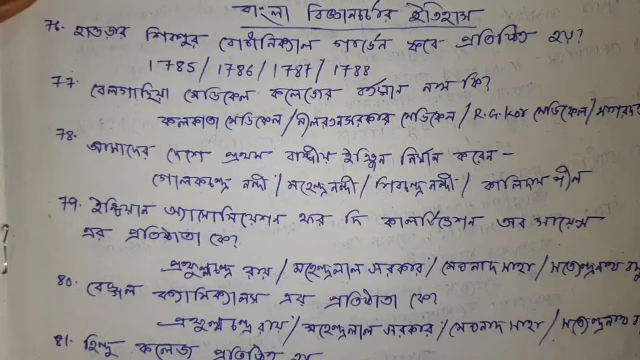 বাংলা বিজ্ঞানচর্চার ইতিহাস
76. হাওড়ার শিবপুর বোটানিক্যাল গার্ডেন কবে প্রতিষ্ঠিত হয়?
1785/1786/1787/1788
77. বেলগাছিয়া মেডিকেল কলেজের বর্তমান নাম কি?
কলকাতা মেডিকেল/নীলরতনসরকার মেডিকেল/R.G.Kar মেডিকেল/
78. আমাদের দেশে প্রথম বাষ্পীয় ইঞ্জিন নির্মান করেন -
গোলকচন্দ্র নন্দী/মহেন্দ্রনন্দী/শিবচন্দ্র নন্দী/ কালিদাস শীল
79. ইন্ডিয়ান অ্যাসোসিয়েশন ফর দি কালটিভেশন অব সায়েন্স
এর প্রতিষ্ঠাতা কে?
প্রফুল্লচন্দ্র রায়/মহেন্দ্রলাল সরকার/মেঘনাদ সাহা/সত্যেন্দ্রনাথ বসু
80. বেঙ্গল ক্যামিক্যালস এর প্রতিষ্ঠাতা কে?
প্রফুল্লচন্দ্র রায়/মহেন্দ্রলাল সরকার/মেঘনাদ সাহা/সত্যেন্দ্রনাথ ব
81. হিন্দু কলেজ প্রতিষ্ঠিত হয়